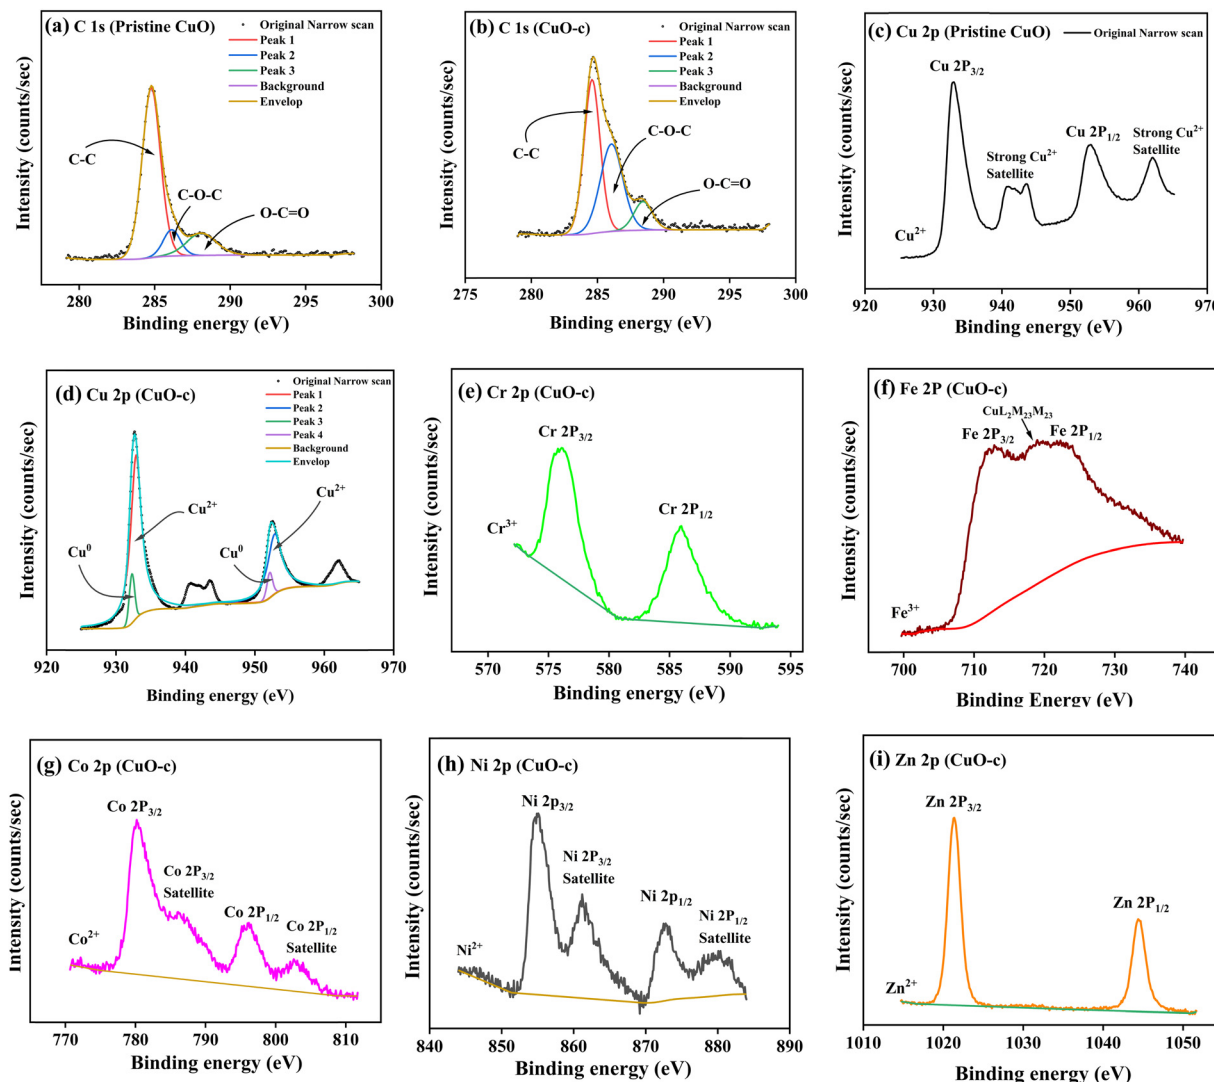 (a) C 1s (Pristine CuO)
Original Narrow scan
Peak 1
Peak 2
Peak 3
Background
Envelop
C-C
C-O-C
O-C=O
Intensity (counts/sec)
280 285 290 295 300
Binding energy (eV)
(b) C 1s (CuO-c)
Original Narrow scan
Peak 1
Peak 2
Peak 3
Background
Envelop
C-O-C
C-C
O-C=O
Intensity (counts/sec)
275 280 286 291 297 300
Binding energy (eV)
(c) Cu 2p (Pristine CuO)
Original Narrow scan
Cu 2P3/2
Cu 2P1/2
Strong Cu2+
Satellite
Strong Cu2+
Satellite
Cu2+
Intensity (counts/sec)
920 930 940 950 960 970
Binding energy (eV)
(d) Cu 2p (CuO-c)
Original Narrow scan
Peak 1
Peak 2
Peak 3
Peak 4
Background
Envelop
Cu2+
Cu2+
Cu0
Cu0
Intensity (counts/sec)
920 930 940 950 960 970
Binding energy (eV)
(e) Cr 2p (CuO-c)
Cr 2P3/2
Cr 2P1/2
Cr3+
Intensity (counts/sec)
570 575 580 586 590 595
Binding energy (eV)
(f) Fe 2P (CuO-c)
CuL2M23M23
Fe 2P3/2
Fe 2P1/2
Fe3+
Intensity (counts/sec)
700 710 720 730 740
Binding Energy (eV)
(g) Co 2p (CuO-c)
Co 2P3/2
Co 2P3/2
Satellite
Co 2P1/2
Co 2P1/2
Satellite
Co2+
Intensity (counts/sec)
770 780 795 800 810
Binding energy (eV)
(h) Ni 2p (CuO-c)
Ni 2p3/2
Ni 2P3/2
Satellite
Ni 2p1/2
Ni 2P1/2
Satellite
Ni2+
Intensity (counts/sec)
840 855 860 870 880 890
Binding energy (eV)
(i) Zn 2p (CuO-c)
Zn 2P3/2
Zn 2P1/2
Zn2+
Intensity (counts/sec)
1010 1020 1030 1040 1050
Binding energy (eV)